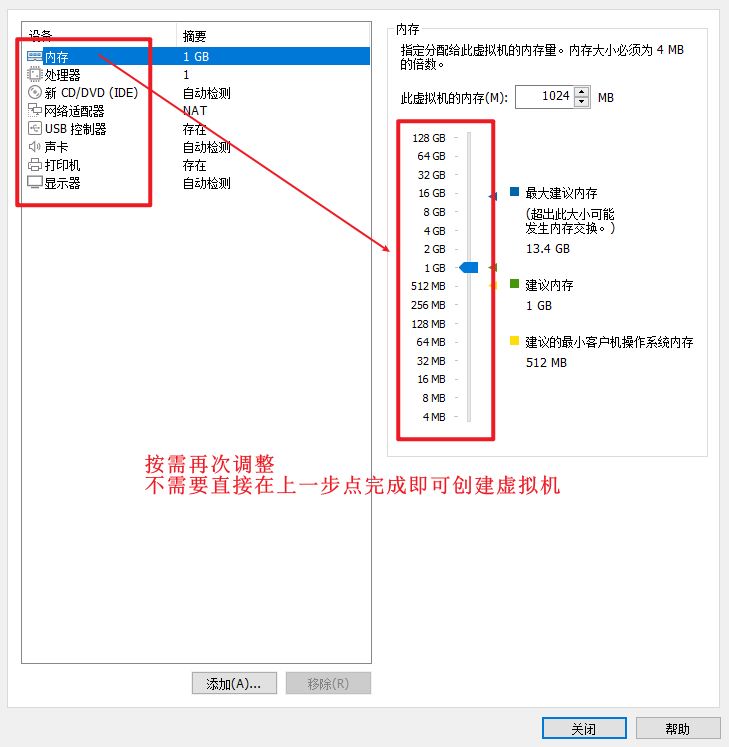 设备 摘要
内存 1 GB
处理器 1
新 CD/DVD (IDE) 自动检测
网络适配器 NAT
USB 控制器 存在
声卡 自动检测
打印机 存在
显示器 自动检测
内存
指定分配给此虚拟机的内存量。内存大小必须为 4 MB
的倍数。
此虚拟机的内存(M): 1024 MB
128 GB
64 GB
32 GB
16 GB
8 GB
4 GB
2 GB
1 GB
512 MB
256 MB
128 MB
64 MB
32 MB
16 MB
8 MB
4 MB
最大建议内存
(超出此大小可能
发生内存交换。)
13.4 GB
建议内存
1 GB
建议的最小客户机操作系统内存
512 MB
按需再次调整
不需要直接在上一步点完成即可创建虚拟机
添加(A)... 移除(R)
关闭 帮助